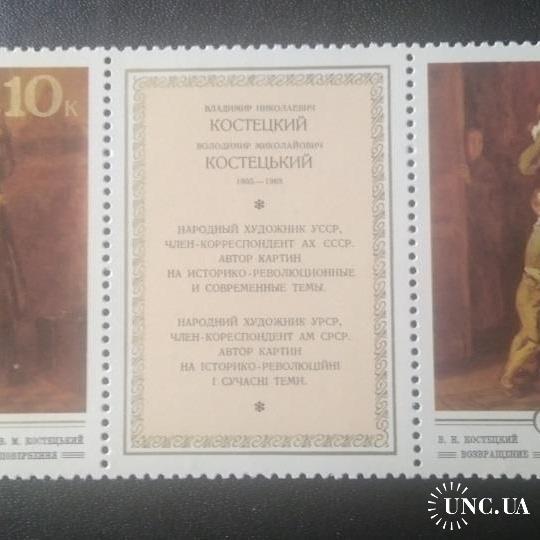 10К
ВЛАДИМИР НИКОЛАЕВИЧ
КОСТЕЦКИЙ
ВОЛОДИМИР МИКОЛАЙОВИЧ
КОСТЕЦЬКИЙ
1905—1968
НАРОДНЫЙ ХУДОЖНИК УССР,
ЧЛЕН-КОРРЕСПОНДЕНТ АХ СССР.
АВТОР КАРТИН
НА ИСТОРИКО-РЕВОЛЮЦИОННЫЕ
И СОВРЕМЕННЫЕ ТЕМЫ.
НАРОДНИЙ ХУДОЖНИК УРСР,
ЧЛЕН-КОРЕСПОНДЕНТ АМ СРСР.
АВТОР КАРТИН
НА ІСТОРИКО-РЕВОЛЮЦІЙНІ
І СУЧАСНІ ТЕМИ.
В. М. КОСТЕЦЬКИЙ
ПОВЕРНЕННЯ
В. Н. КОСТЕЦКИЙ
ВОЗВРАЩЕНИЕ
UNC.UA